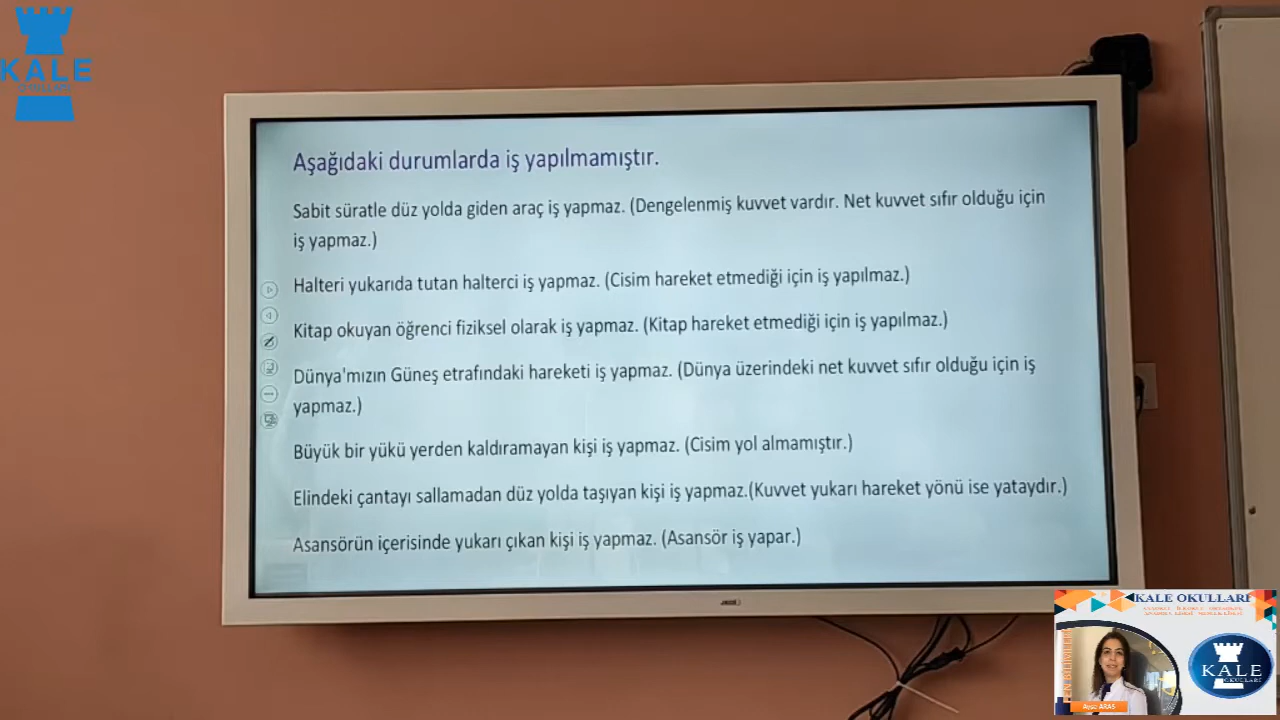 KALE
OKULLARI
Aşağıdaki durumlarda iş yapılmamıştır.
Sabit süratle düz yolda giden araç iş yapmaz. (Dengelenmiş kuvvet vardır. Net kuvvet sıfır olduğu için
iş yapmaz.)
Halteri yukarıda tutan halterci iş yapmaz. (Cisim hareket etmediği için iş yapılmaz.)
Kitap okuyan öğrenci fiziksel olarak iş yapmaz. (Kitap hareket etmediği için iş yapılmaz.)
Dünya'mızın Güneş etrafındaki hareketi iş yapmaz. (Dünya üzerindeki net kuvvet sıfır olduğu için iş
yapmaz.)
Büyük bir yükü yerden kaldıramayan kişi iş yapmaz. (Cisim yol almamıştır.)
Elindeki çantayı sallamadan düz yolda taşıyan kişi iş yapmaz.(Kuvvet yukarı hareket yönü ise yataydır.)
Asansörün içerisinde yukarı çıkan kişi iş yapmaz. (Asansör iş yapar.)
KALE OKULLARI
KALE
OKULLARI
ARAS